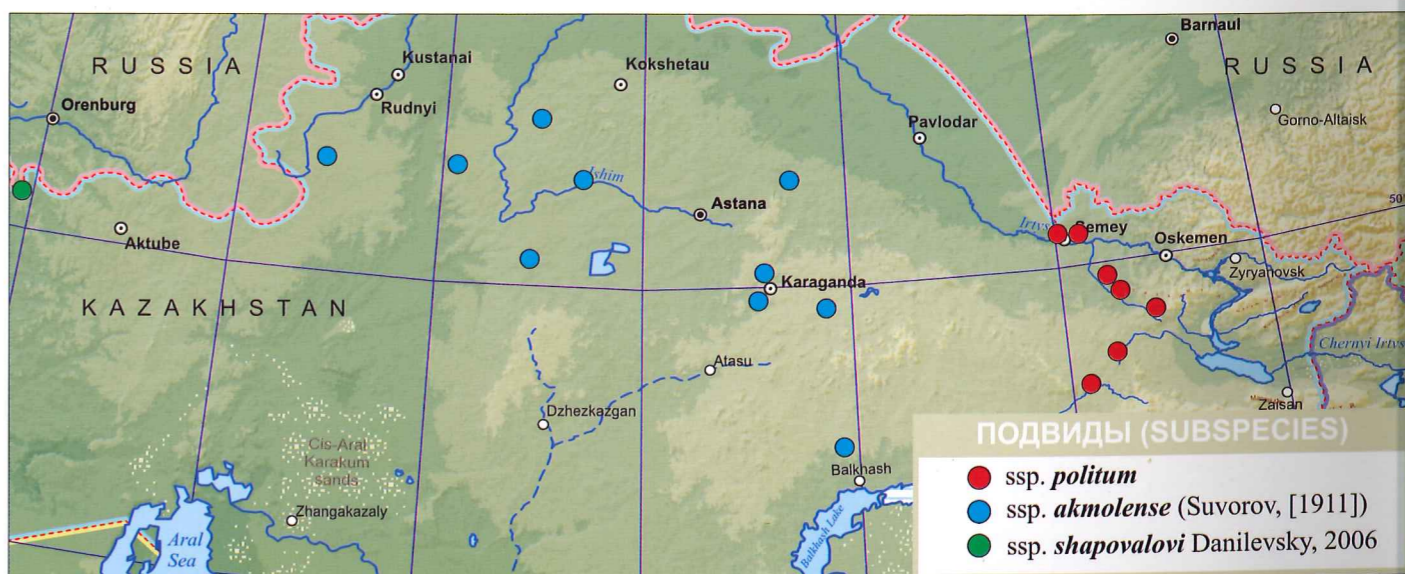 Barnaul
RUSSIA
Kustanai
Kokshetau
RUSSIA
Rudnyi
Orenburg
Gorno-Altaisk
Pavlodar
Ishim
Astana
50°
Aktube
Semey
Oskemen
Zyryanovsk
Karaganda
KAZAKHSTAN
Chernyi Irtys
Atasu
Zaisan
Dzhezkazgan
ПОДВИДЫ (SUBSPECIES)
Cis-Aral
Karakum
sands
Balkhash
ssp. politum
ssp. akmolense (Suvorov, [1911])
ssp. shapovalovi Danilevsky, 2006
Zhangakazaly
Aral
Sea
Balkhash Lake